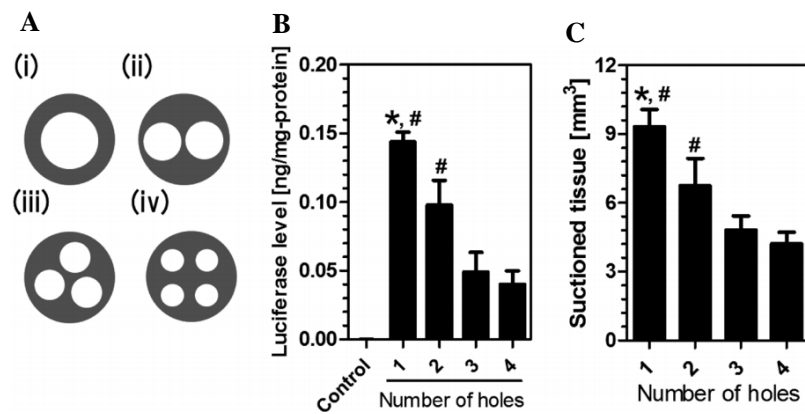 A
(i) (ii)
(iii) (iv)
B
Luciferase level [ng/mg-protein]
0.20
0.15
0.10
0.05
0.00
*, #
#
Control 1 2 3 4
Number of holes
C
Suctioned tissue [mm³]
12
9
6
3
0
*, #
#
1 2 3 4
Number of holes